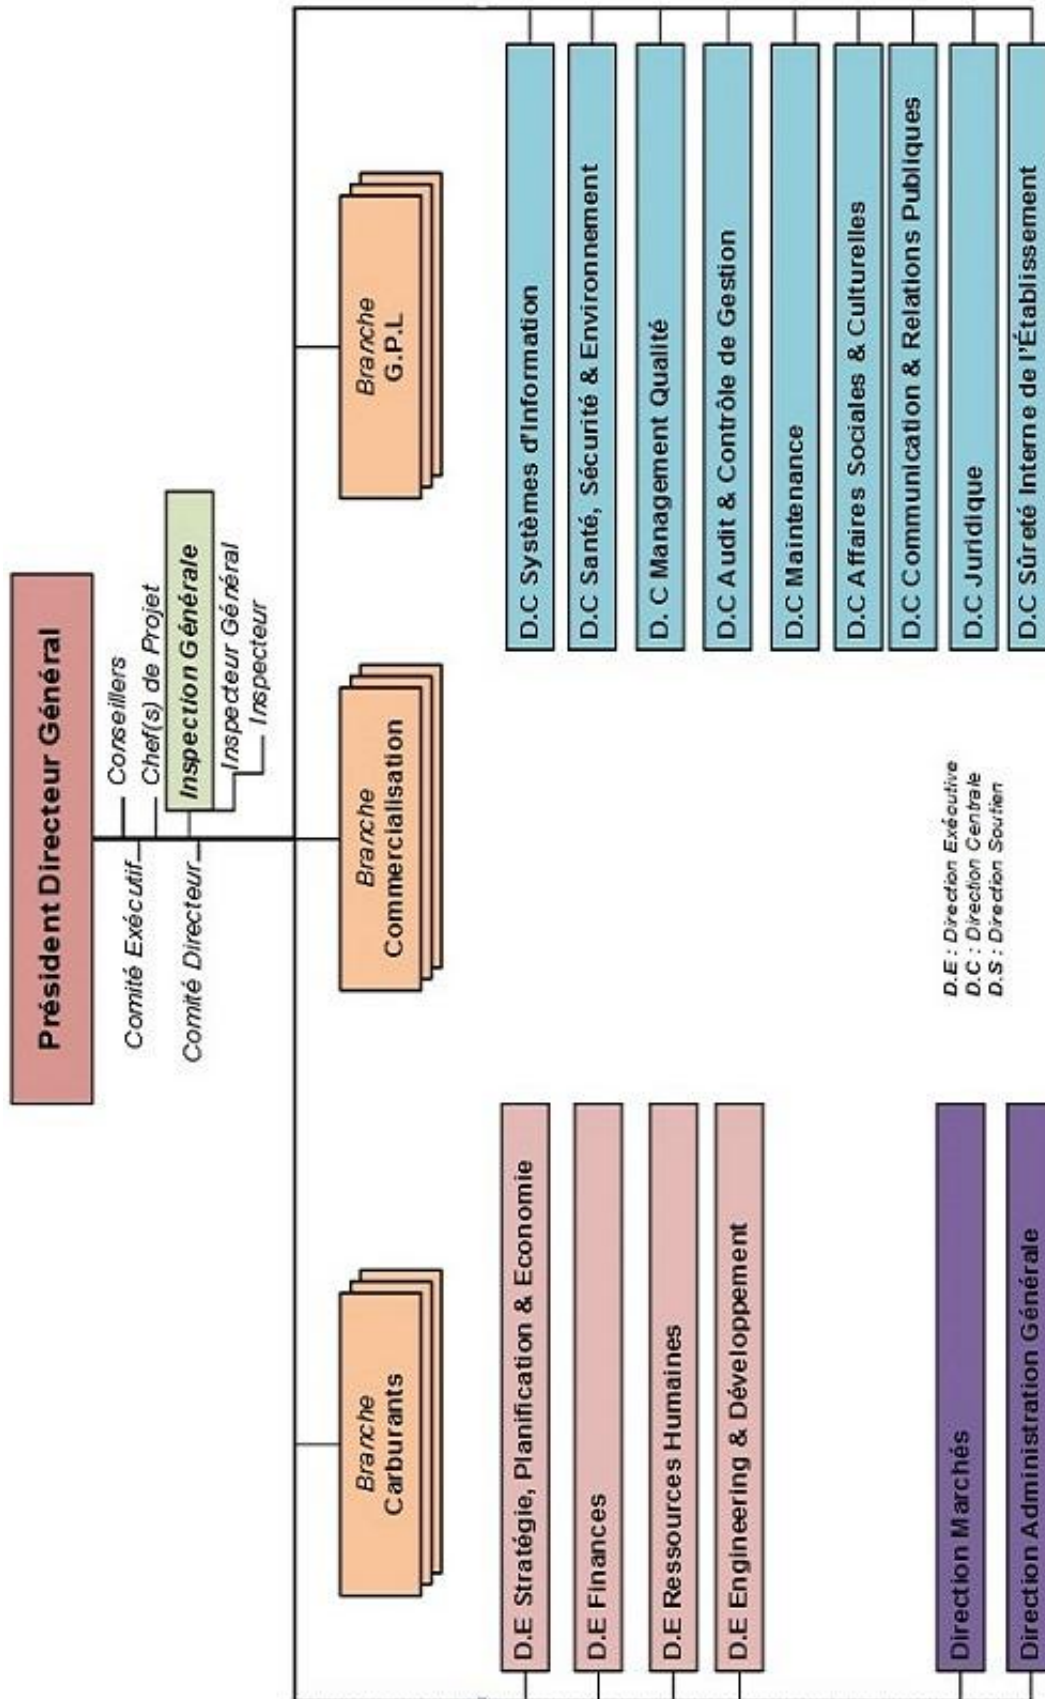 Président Directeur Général
Conseillers
Comité Exécutif
Chef(s) de Projet
Inspection Générale
Comité Directeur
Inspecteur Général
Inspecteur
Branche
Carburants
Branche
Commercialisation
Branche
G.P.L
D.E Stratégie, Planification & Economie
D.E Finances
D.E Ressources Humaines
D.E Engineering & Développement
Direction Marchés
Direction Administration Générale
D.E : Direction Exécutive
D.C : Direction Centrale
D.S : Direction Soutien
D.C Systèmes d'Information
D.C Santé, Sécurité & Environnement
D. C Management Qualité
D.C Audit & Contrôle de Gestion
D.C Maintenance
D.C Affaires Sociales & Culturelles
D.C Communication & Relations Publiques
D.C Juridique
D.C Sûreté Interne de l'Établissement